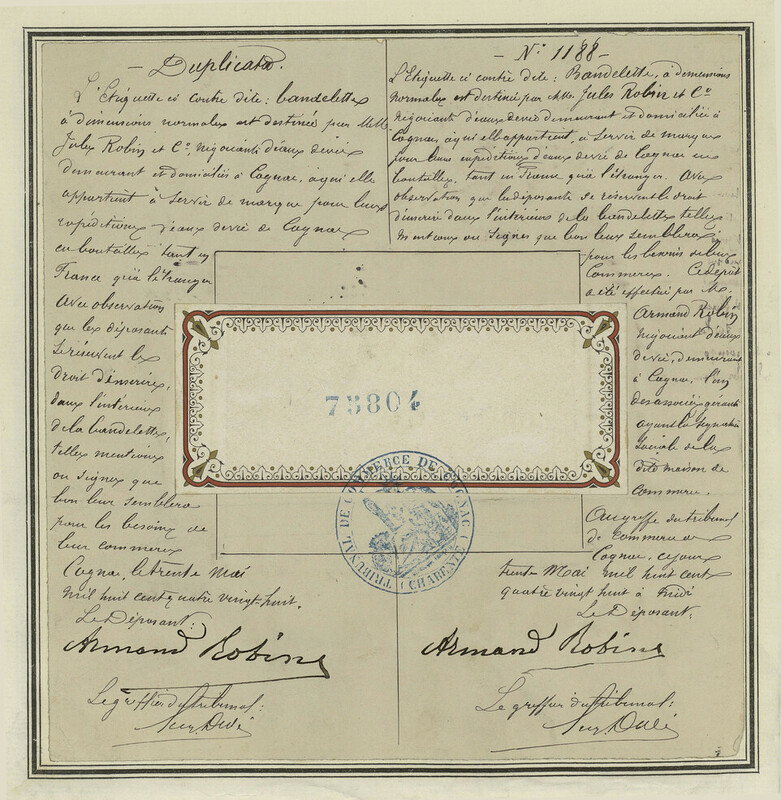 Duplicata.
L'Etiquette ci contre dite: bandelette
à dimensions normales est destinée par MM.
Jules Robin et Co, négociants d'eaux de vie
demeurant et domiciliés à Cognac, à qui elle
appartient à servir de marque pour leurs
expéditions d'eaux de vie de Cognac
en bouteilles tant en
France qu'à l'étranger
Avec observation
que les déposants
se réservent le
droit d'insérer,
dans l'intérieur
de la bandelette,
telles mentions
ou signes que
bon leur semblera
pour les besoins de
leur commerce
Cognac, le trente Mai
mil huit cent quatre vingt huit.
Le Déposant:
Armand Robin
Le greffier du tribunal:
No 1188
L'Etiquette ci contre dite: Bandelette, à dimensions
normales est destinée par MM. Jules Robin et Co
négociants d'eaux de vie demeurant et domiciliés à
Cognac, à qui elle appartient, à servir de marque
pour leurs expéditions d'eaux de vie de Cognac en
bouteilles, tant en France qu'à l'étranger. Avec
observation que les déposants se réservent le droit
d'insérer dans l'intérieur de la bandelette telles
mentions ou signes que bon leur semblera
pour les besoins de leur
Commerce. Ce dépôt
a été effectué par M.
Armand Robin
négociant d'eaux
de vie, demeurant
à Cognac, l'un
des associés gérants
ayant la signature
sociale de la
dite maison de
Commerce.
Au greffe du tribunal
de commerce de
Cognac, ce jour
trente Mai mil huit cent
quatre vingt huit à Midi
Le Déposant:
Armand Robin
Le greffier du tribunal:
75804
TRIBUNAL DE COMMERCE DE COGNAC
(CHARENTE)